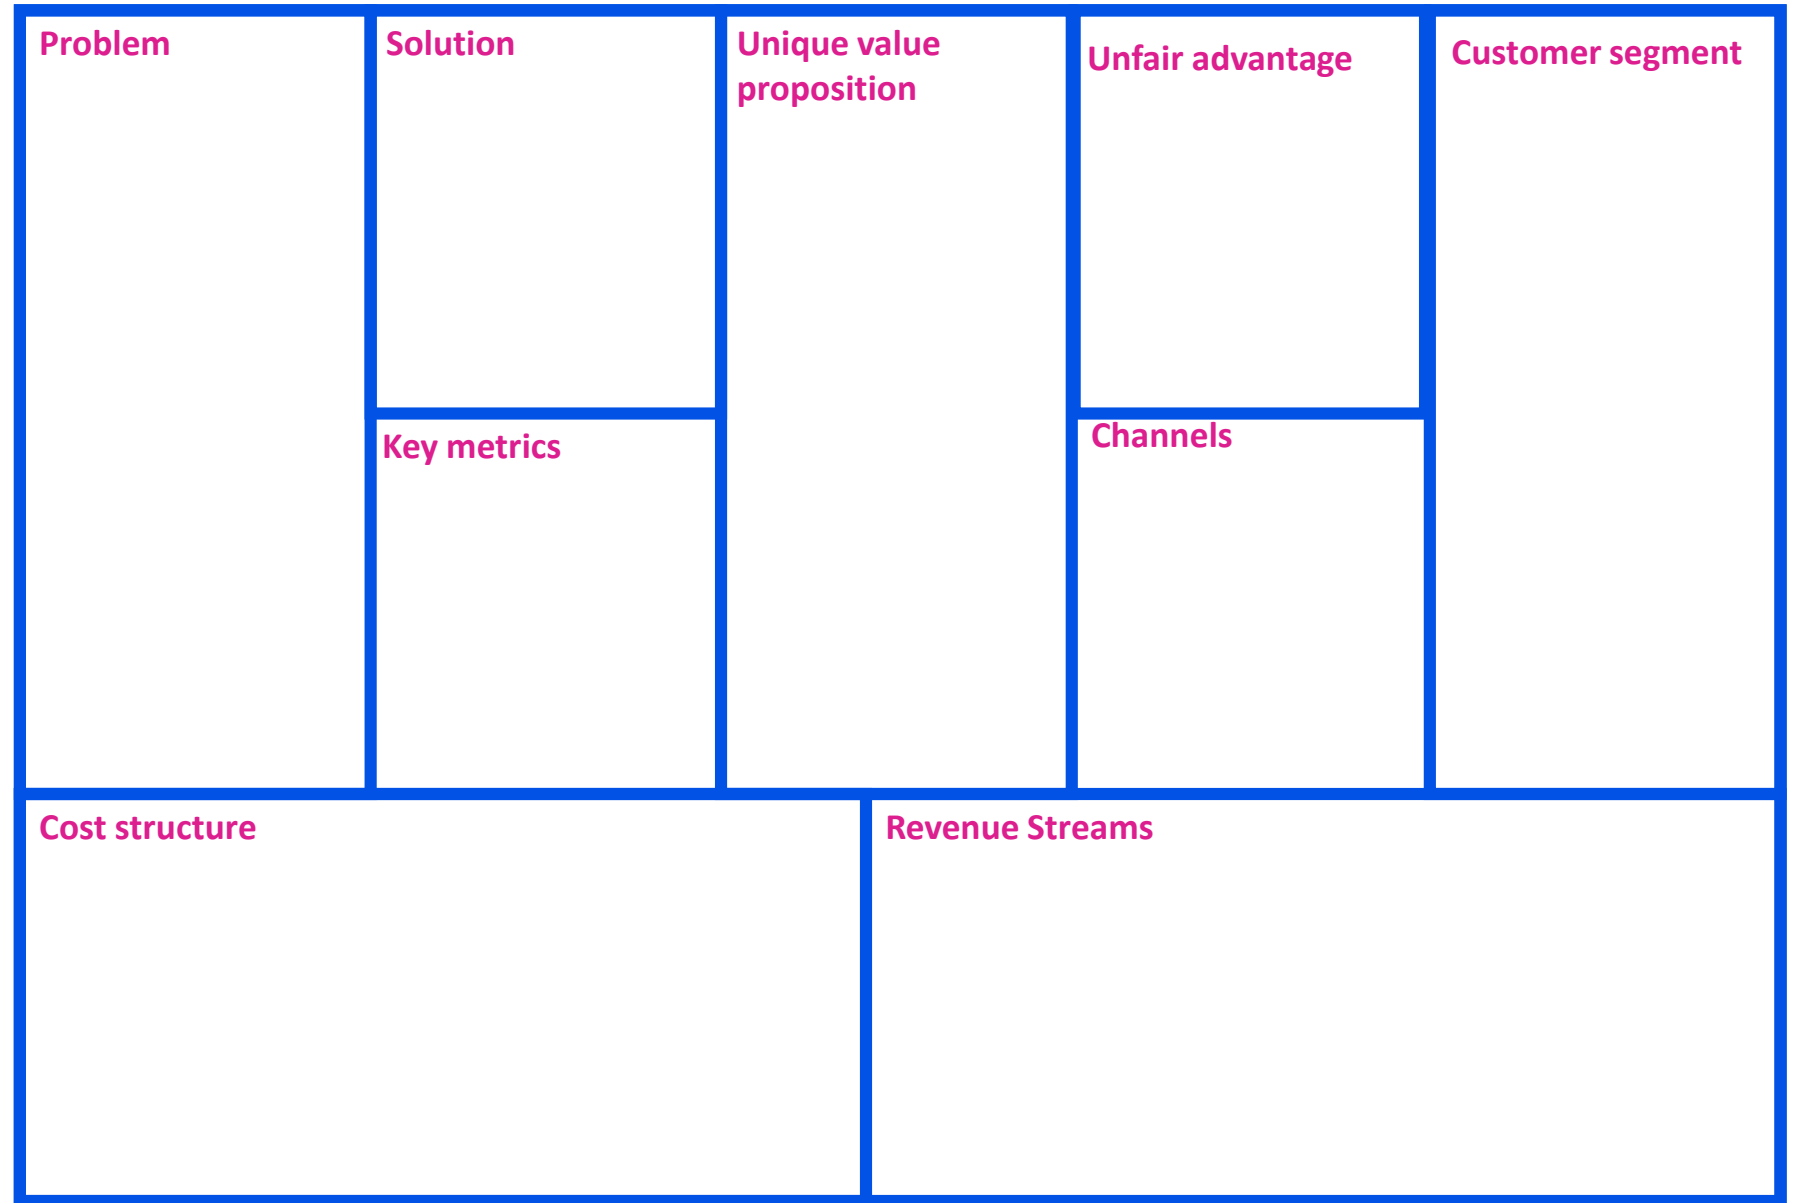 Problem
Solution
Unique value
proposition
Unfair advantage
Customer segment
Key metrics
Channels
Cost structure
Revenue Streams